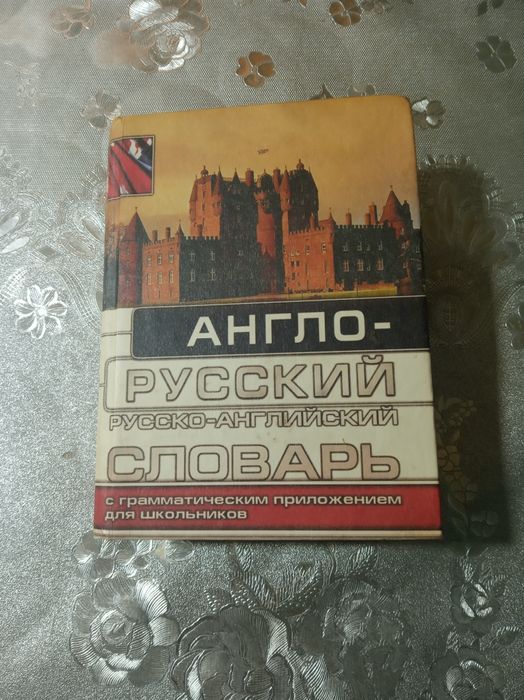 АНГЛО-
РУССКИЙ
РУССКО-АНГЛИЙСКИЙ
СЛОВАРЬ
с грамматическим приложением
для школьников